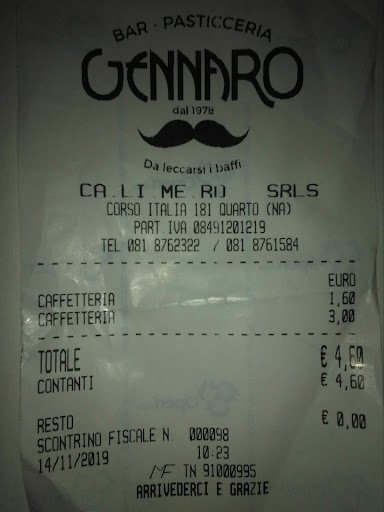 BAR - PASTICCERIA
GENNARO
dal 1978
Da leccarsi i baffi
CA.LI.ME.RO SRLS
CORSO ITALIA 181 QUARTO (NA)
PART.IVA 08491201219
TEL 081 8762322 / 081 8761584
EURO
CAFFETTERIA 1,60
CAFFETTERIA 3,00
TOTALE € 4,60
CONTANTI € 4,60
RESTO € 0,00
SCONTRINO FISCALE N. 000098
14/11/2019 10:23
MF TN 91000995
ARRIVEDERCI E GRAZIE